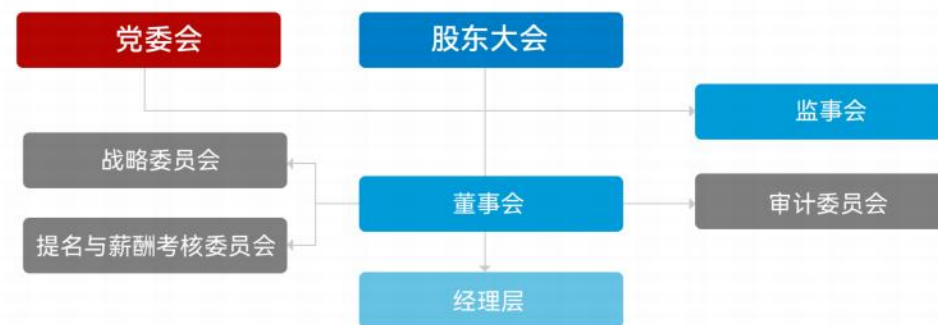 党委会
股东大会
监事会
战略委员会
董事会
审计委员会
提名与薪酬考核委员会
经理层